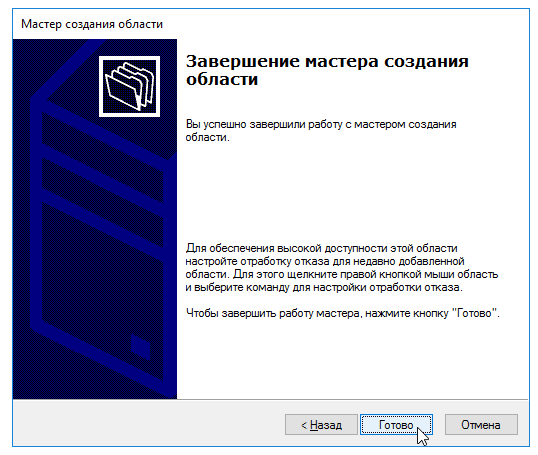 Мастер создания области
Завершение мастера создания
области
Вы успешно завершили работу с мастером создания
области.
Для обеспечения высокой доступности этой области
настройте отработку отказа для недавно добавленной
области. Для этого щелкните правой кнопкой мыши область
и выберите команду для настройки отработки отказа.
Чтобы завершить работу мастера, нажмите кнопку "Готово".
< Назад
Готово
Отмена